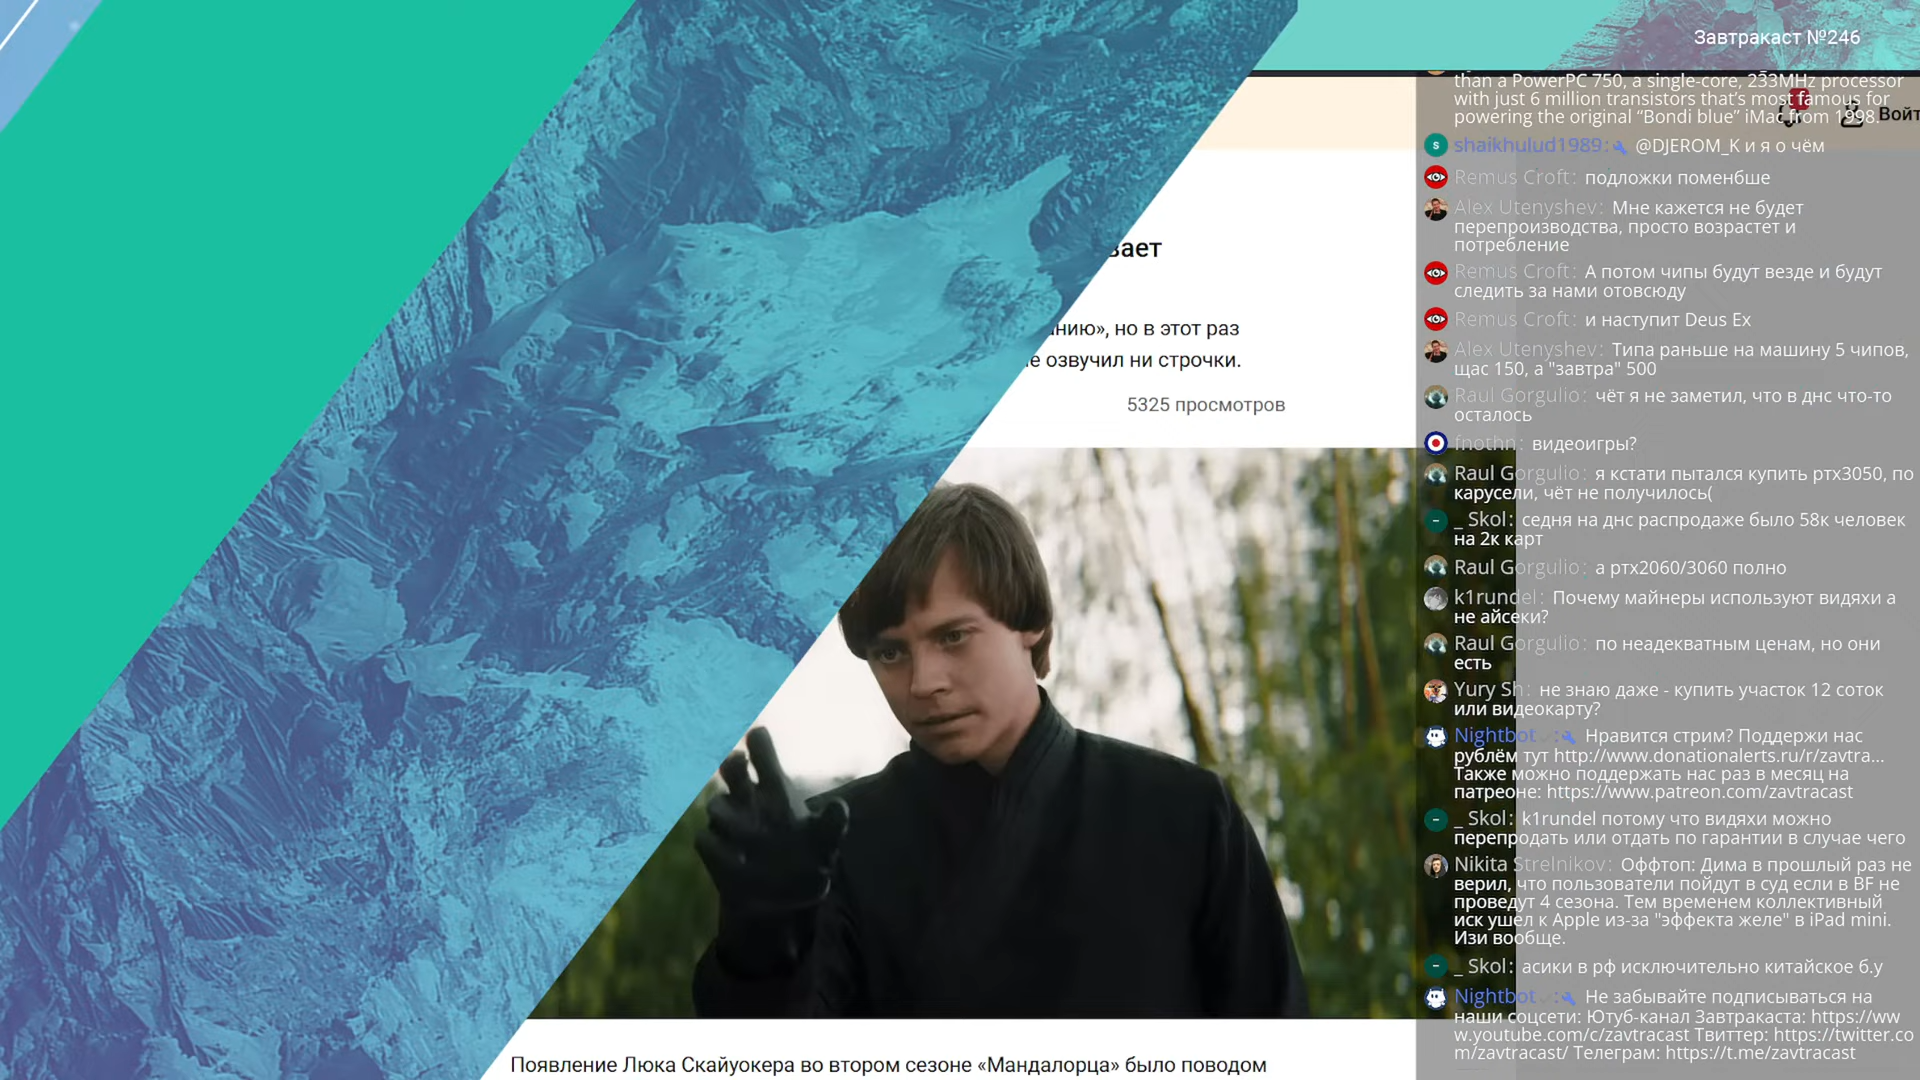 Завтракаст №246
Войт
вает
нию», но в этот раз
е озвучил ни строчки.
5325 просмотров
Появление Люка Скайуокера во втором сезоне «Мандалорца» было поводом
than a PowerPC 750, a single-core, 233MHz processor
with just 6 million transistors that's most famous for
powering the original “Bondi blue” iMac from 1998.
shaikhulud1989: @DJEROM_K и я о чём
Remus Croft: подложки поменбше
Alex Utenyshev: Мне кажется не будет
перепроизводства, просто возрастет и
потребление
Remus Croft: А потом чипы будут везде и будут
следить за нами отовсюду
Remus Croft: и наступит Deus Ex
Alex Utenyshev: Типа раньше на машину 5 чипов,
щас 150, а "завтра" 500
Raul Gorgulio: чёт я не заметил, что в днс что-то
осталось
fnothn: видеоигры?
Raul Gorgulio: я кстати пытался купить ртх3050, по
карусели, чёт не получилось(
_ Skol: седня на днс распродаже было 58к человек
на 2к карт
Raul Gorgulio: а ртх2060/3060 полно
k1rundel: Почему майнеры используют видяхи а
не айсеки?
Raul Gorgulio: по неадекватным ценам, но они
есть
Yury Sh: не знаю даже - купить участок 12 соток
или видеокарту?
Nightbot: Нравится стрим? Поддержи нас
рублём тут http://www.donationalerts.ru/r/zavtra...
Также можно поддержать нас раз в месяц на
патреоне: https://www.patreon.com/zavtracast
_ Skol: k1rundel потому что видяхи можно
перепродать или отдать по гарантии в случае чего
Nikita Strelnikov: Оффтоп: Дима в прошлый раз не
верил, что пользователи пойдут в суд если в BF не
проведут 4 сезона. Тем временем коллективный
иск ушел к Apple из-за "эффекта желе" в iPad mini.
Изи вообще.
_ Skol: асики в рф исключительно китайское б.у
Nightbot: Не забывайте подписываться на
наши соцсети: Ютуб-канал Завтракаста: https://ww
w.youtube.com/c/zavtracast Твиттер: https://twitter.co
m/zavtracast/ Телеграм: https://t.me/zavtracast